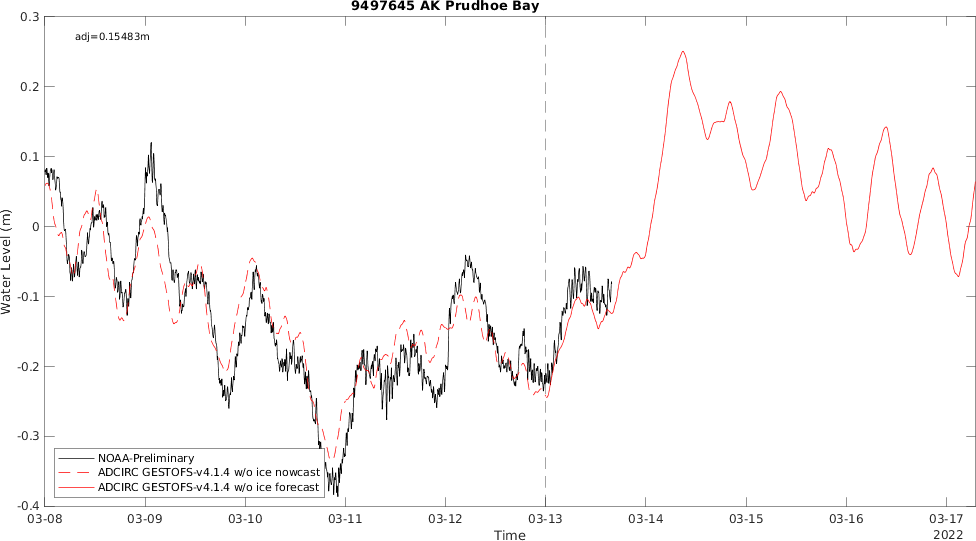 9497645 AK Prudhoe Bay
adj=0.15483m
0.3
0.2
0.1
0
-0.1
-0.2
-0.3
-0.4
Water Level (m)
NOAA-Preliminary
ADCIRC GESTOFS-v4.1.4 w/o ice nowcast
ADCIRC GESTOFS-v4.1.4 w/o ice forecast
03-08 03-09 03-10 03-11 03-12 03-13 03-14 03-15 03-16 03-17
Time
2022